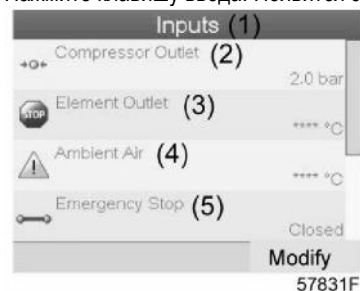 Inputs (1)
Compressor Outlet (2)
2.0 bar
STOP
Element Outlet (3)
**** °C
Ambient Air (4)
**** °C
Emergency Stop (5)
Closed
Modify
57831F